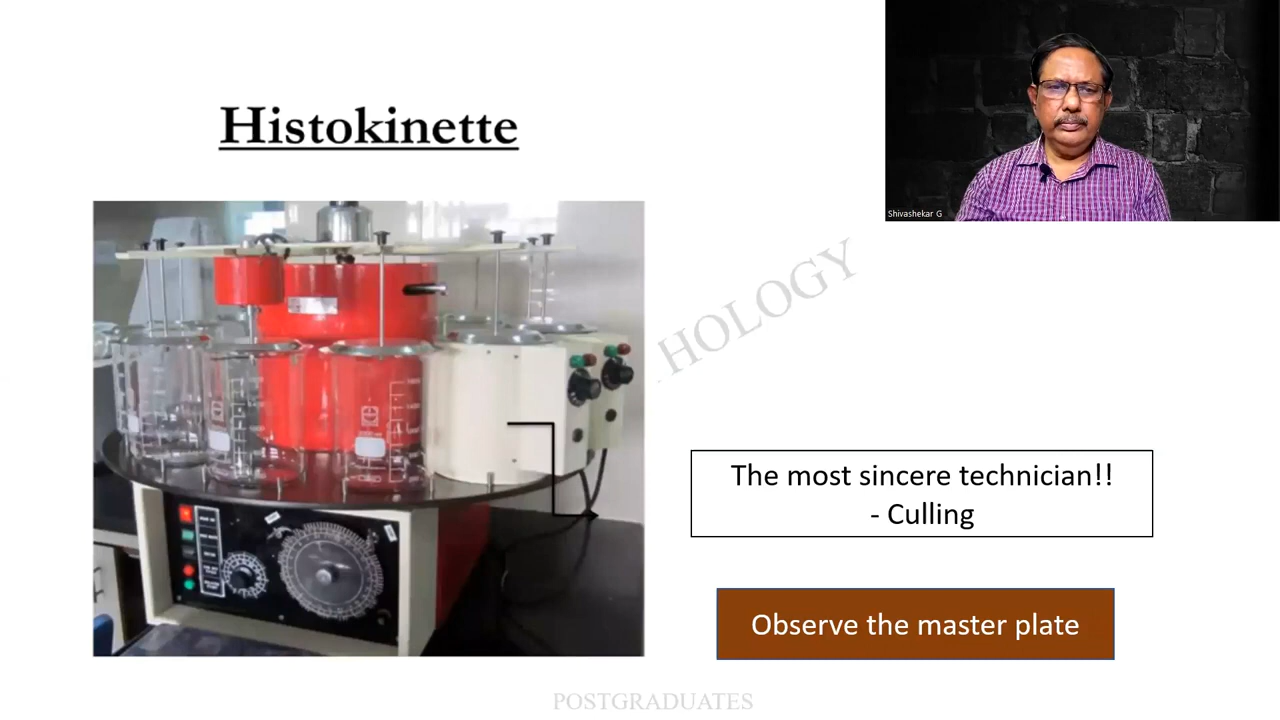 Histokinette
Shivashekar G
HOLOGY
The most sincere technician!!
- Culling
Observe the master plate
POSTGRADUATES